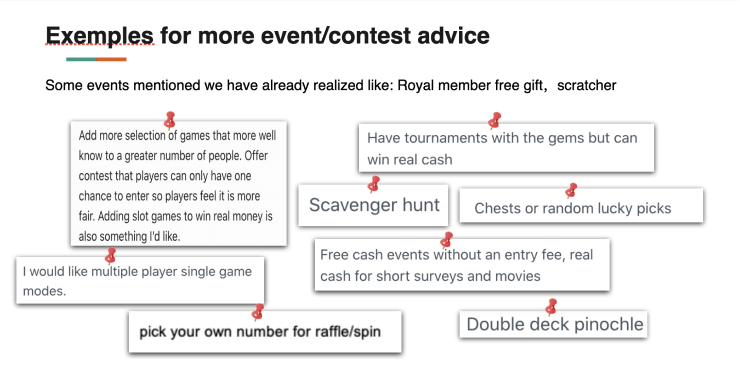 Exemples for more event/contest advice
Some events mentioned we have already realized like: Royal member free gift, scratcher
Add more selection of games that more well
know to a greater number of people. Offer
contest that players can only have one
chance to enter so players feel it is more
fair. Adding slot games to win real money is
also something I'd like.
Have tournaments with the gems but can
win real cash
Scavenger hunt
Chests or random lucky picks
Free cash events without an entry fee, real
cash for short surveys and movies
I would like multiple player single game
modes.
pick your own number for raffle/spin
Double deck pinochle